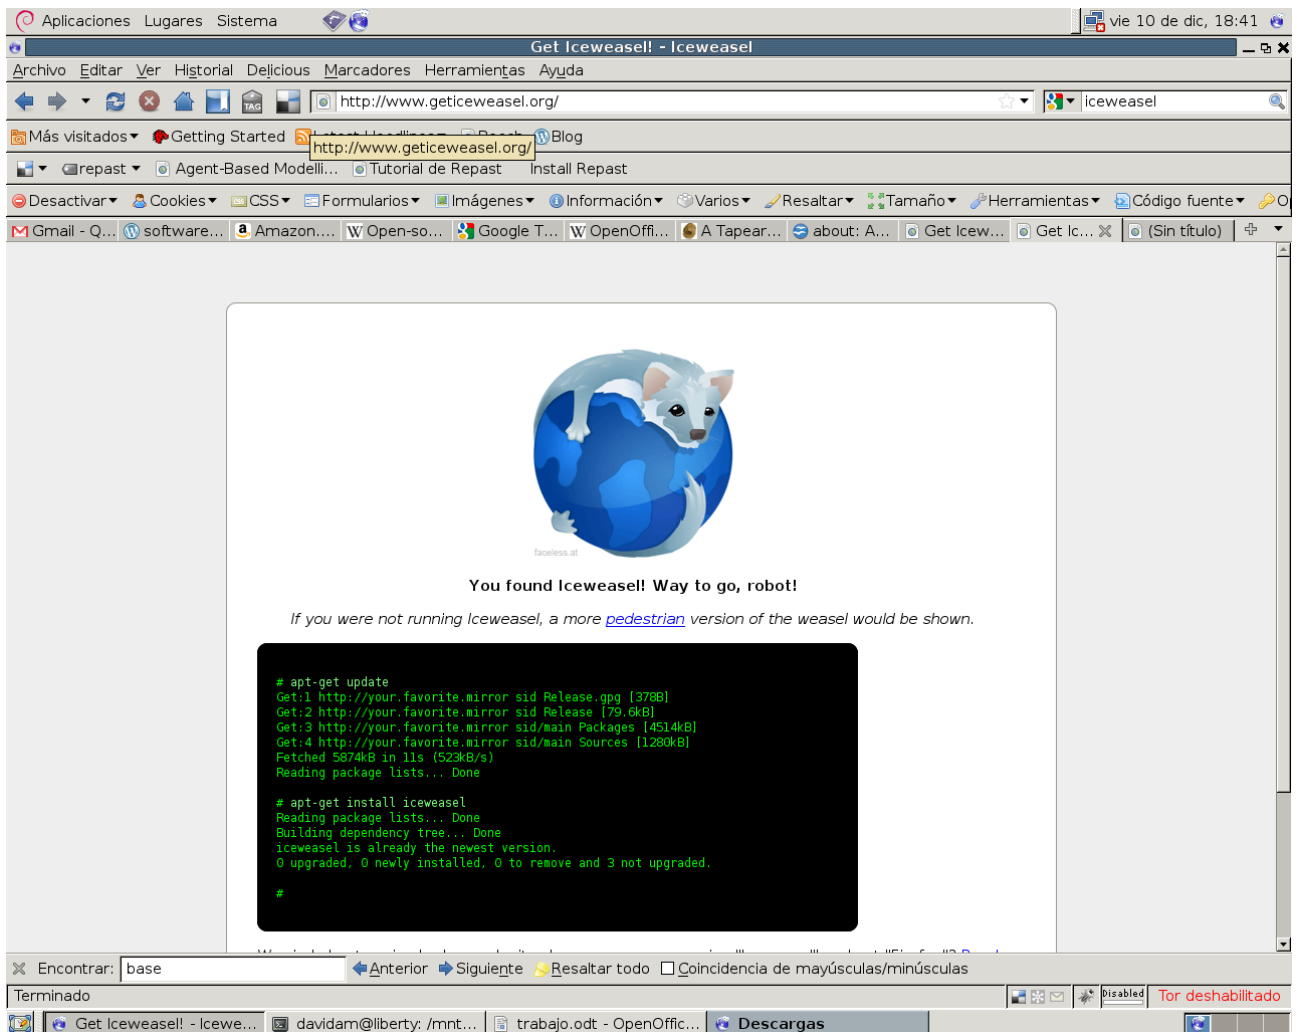 Aplicaciones Lugares Sistema vie 10 de dic, 18:41
Get Iceweasel! - Iceweasel
Archivo Editar Ver Historial Delicious Marcadores Herramientas Ayuda
TAG http://www.geticeweasel.org/ iceweasel
Más visitados Getting Started Latest Headlines Blog
http://www.geticeweasel.org/
repast Agent-Based Modelli... Tutorial de Repast Install Repast
Desactivar Cookies CSS Formularios Imágenes Información Varios Resaltar Tamaño Herramientas Código fuente
Gmail - Q... software... Amazon.... Open-so... Google T... OpenOffi... A Tapear... about: A... Get Icew... Get Ic... (Sin título)
faceless.at
You found Iceweasel! Way to go, robot!
If you were not running Iceweasel, a more pedestrian version of the weasel would be shown.
# apt-get update
Get:1 http://your.favorite.mirror sid Release.gpg [378B]
Get:2 http://your.favorite.mirror sid Release [79.6kB]
Get:3 http://your.favorite.mirror sid/main Packages [4514kB]
Get:4 http://your.favorite.mirror sid/main Sources [1280kB]
Fetched 5874kB in 11s (523kB/s)
Reading package lists... Done
# apt-get install iceweasel
Reading package lists... Done
Building dependency tree... Done
iceweasel is already the newest version.
0 upgraded, 0 newly installed, 0 to remove and 3 not upgraded.
#
Encontrar: base Anterior Siguiente Resaltar todo Coincidencia de mayúsculas/minúsculas
Terminado Disabled Tor deshabilitado
Get Iceweasel! - Icewe... davidam@liberty: /mnt... trabajo.odt - OpenOffic... Descargas